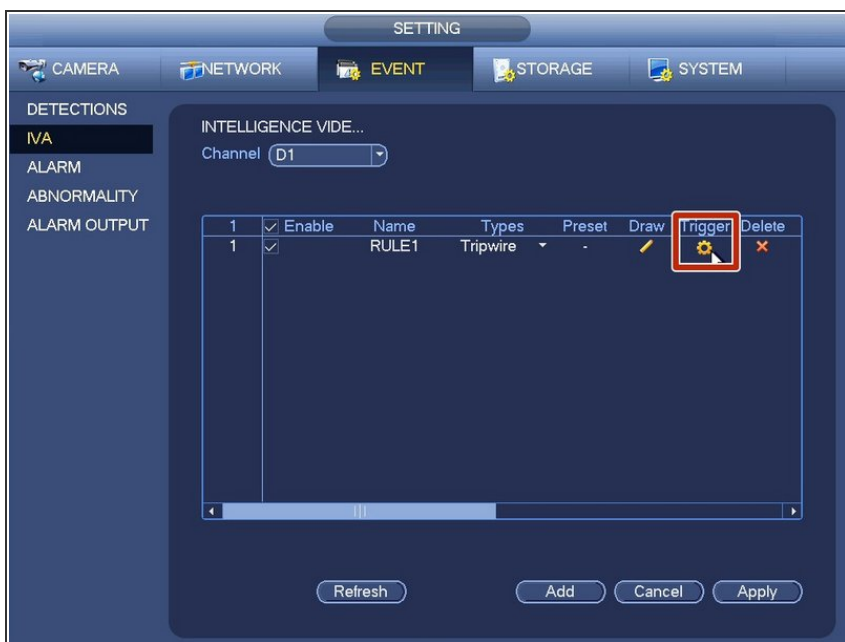 SETTING
CAMERA NETWORK EVENT STORAGE SYSTEM
DETECTIONS
IVA
ALARM
ABNORMALITY
ALARM OUTPUT
INTELLIGENCE VIDE...
Channel D1
1 Enable Name Types Preset Draw Trigger Delete
1 RULE1 Tripwire -
Refresh Add Cancel Apply